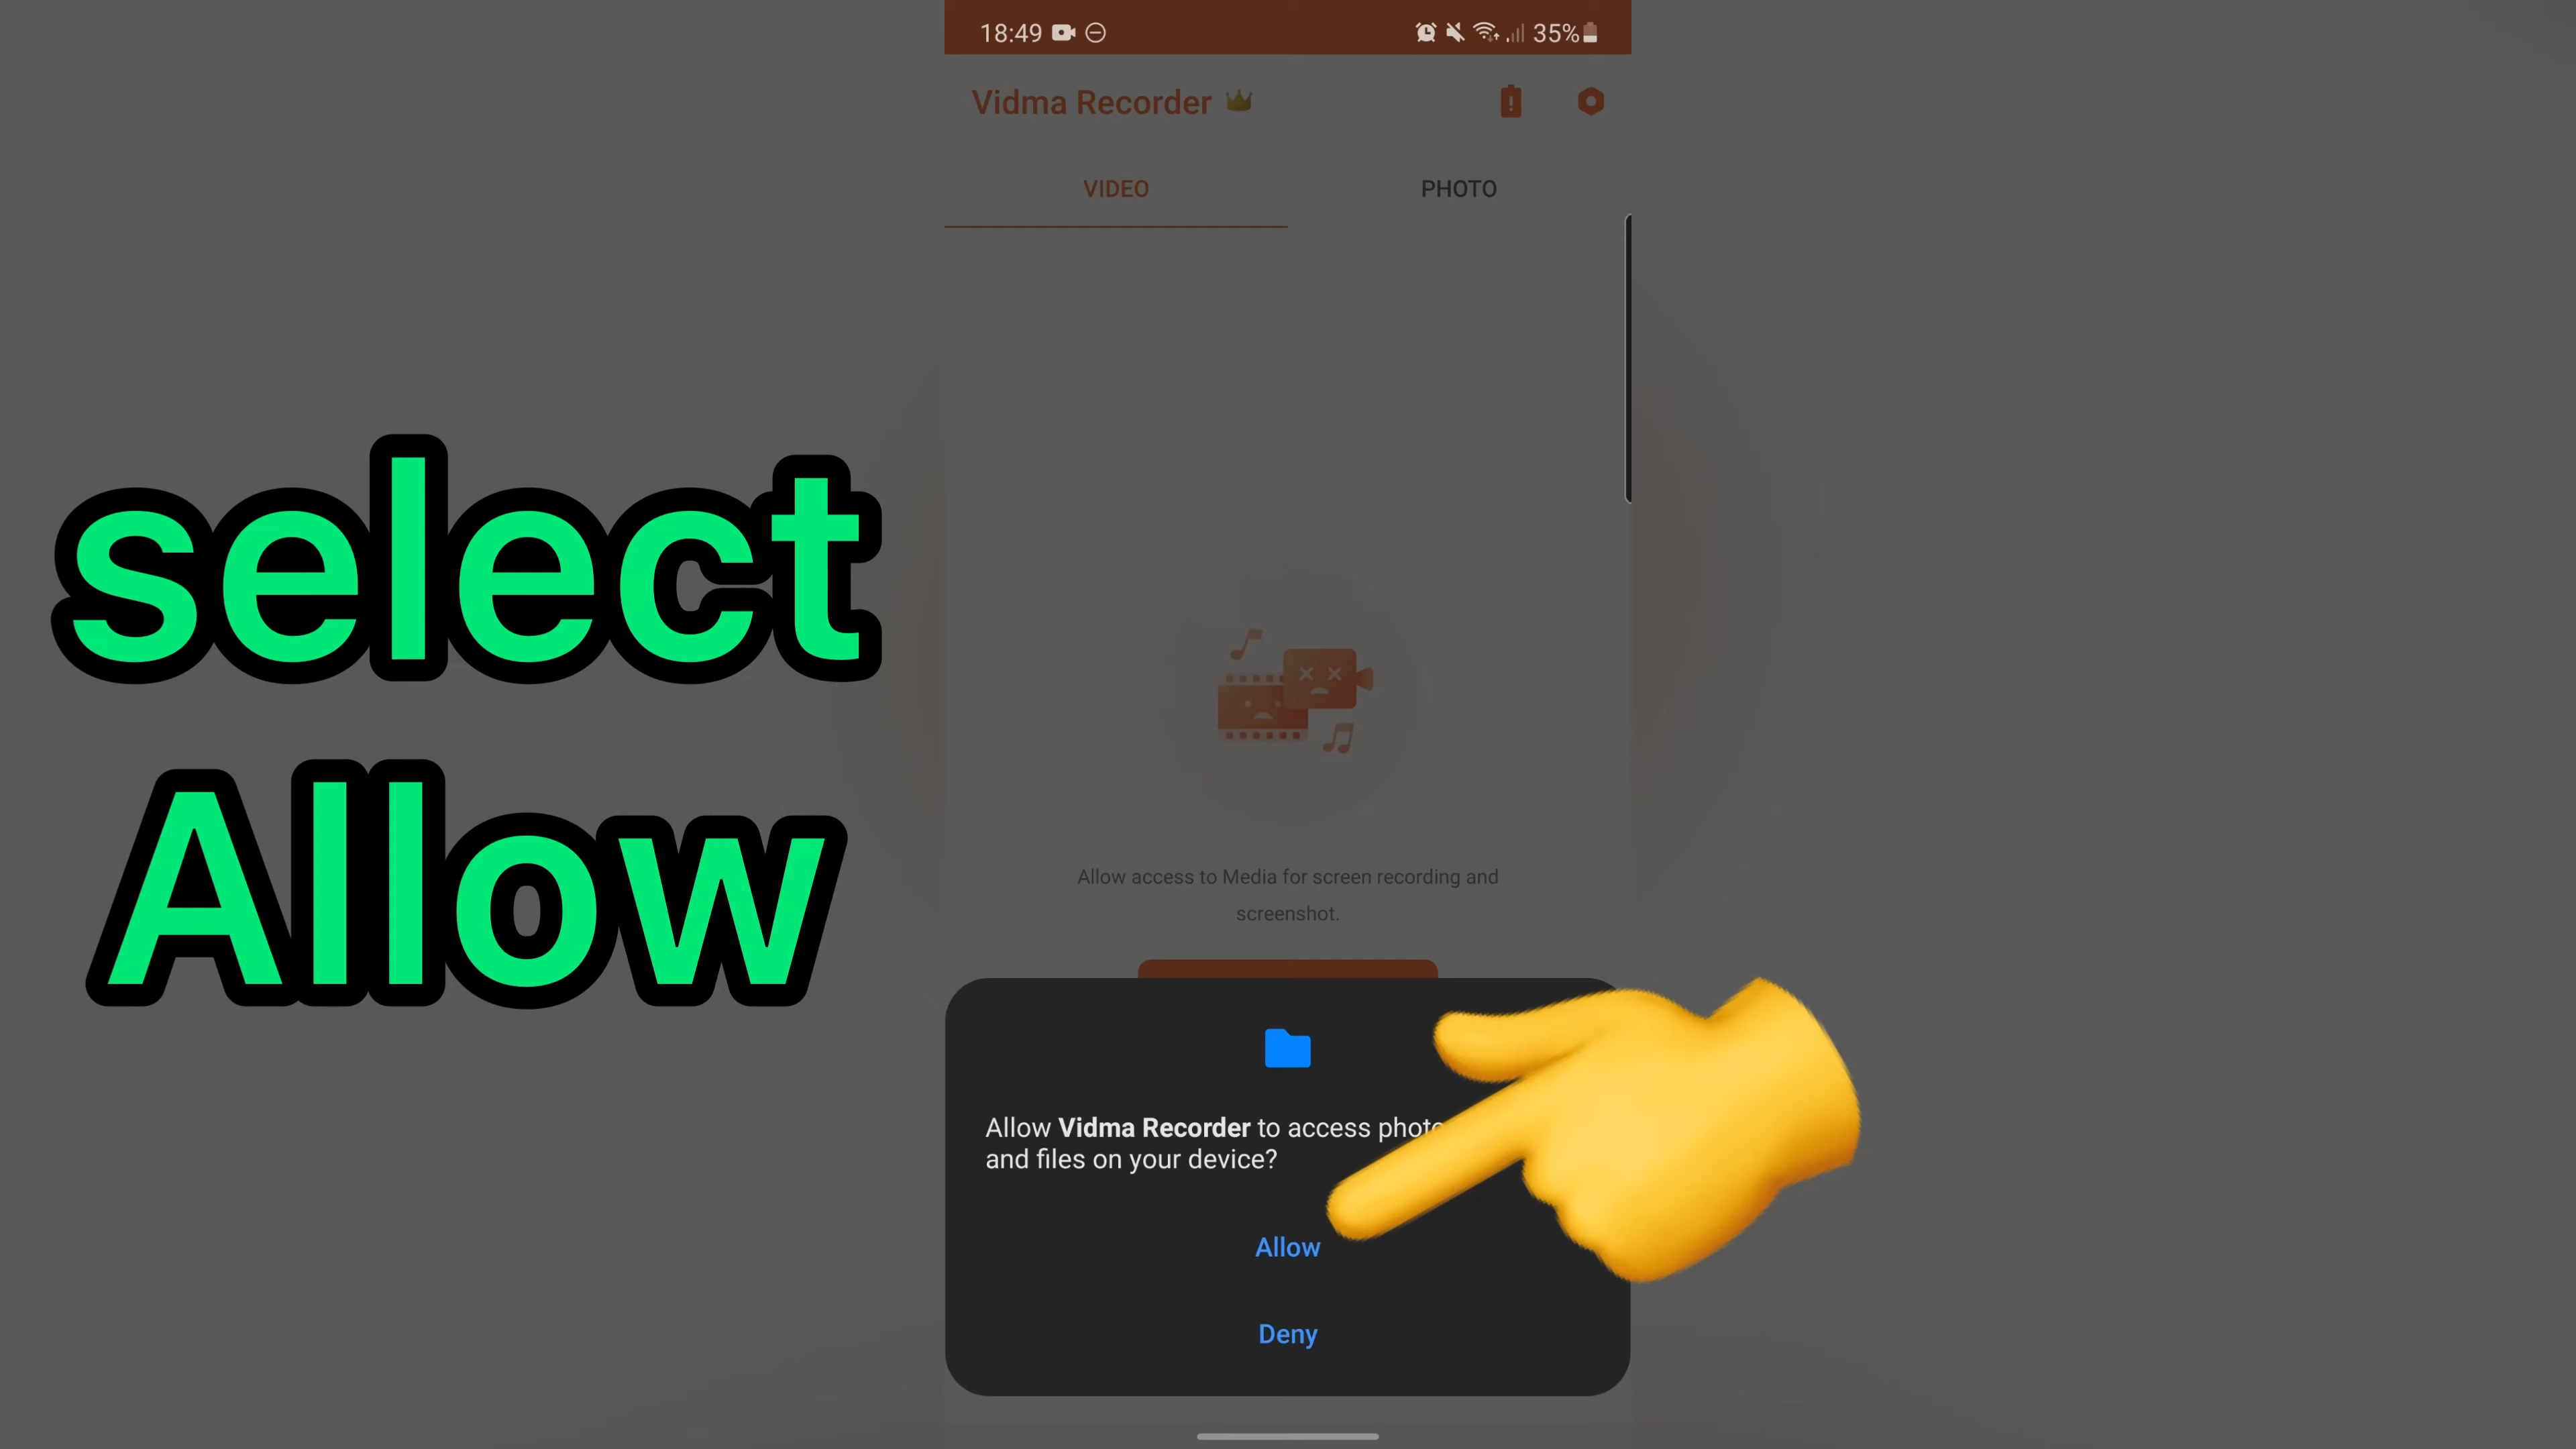 18:49
35%
Vidma Recorder
VIDEO
PHOTO
select
Allow
Allow access to Media for screen recording and
screenshot.
Allow Vidma Recorder to access
and files on your device?
Allow
Deny